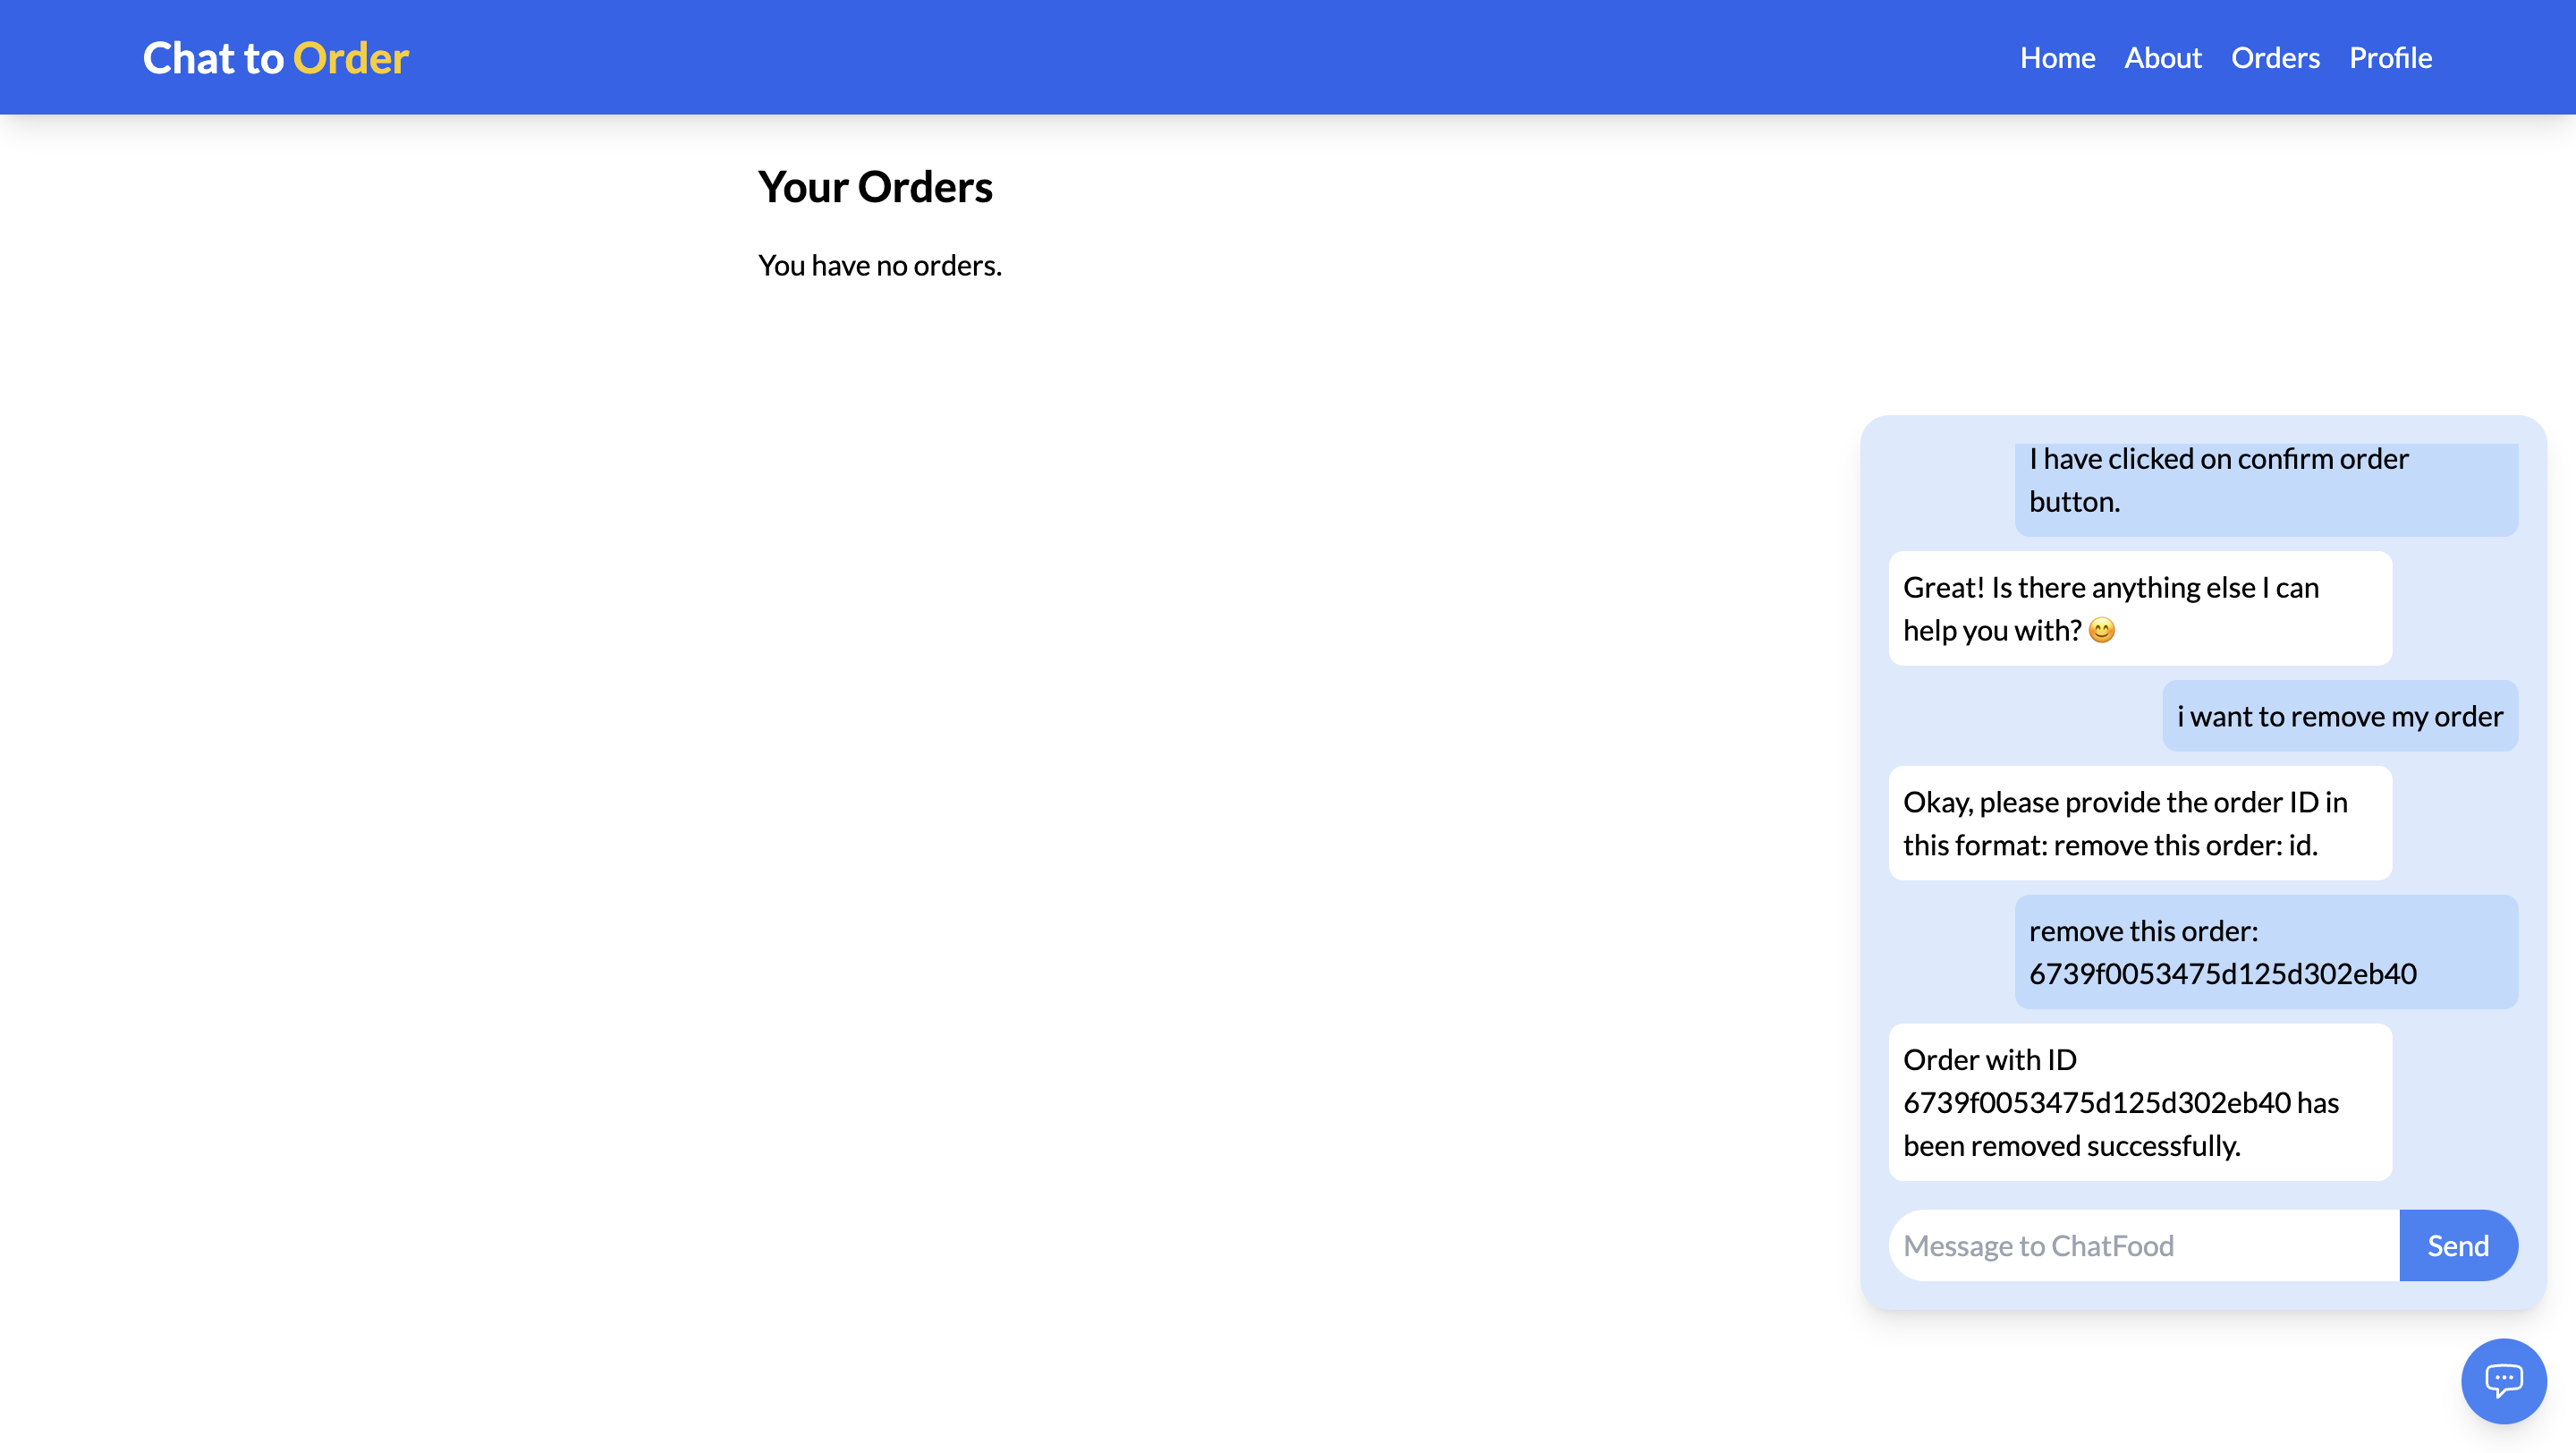 Chat to Order
Home About Orders Profile
Your Orders
You have no orders.
I have clicked on confirm order
button.
Great! Is there anything else I can
help you with? 😊
i want to remove my order
Okay, please provide the order ID in
this format: remove this order: id.
remove this order:
6739f0053475d125d302eb40
Order with ID
6739f0053475d125d302eb40 has
been removed successfully.
Message to ChatFood
Send